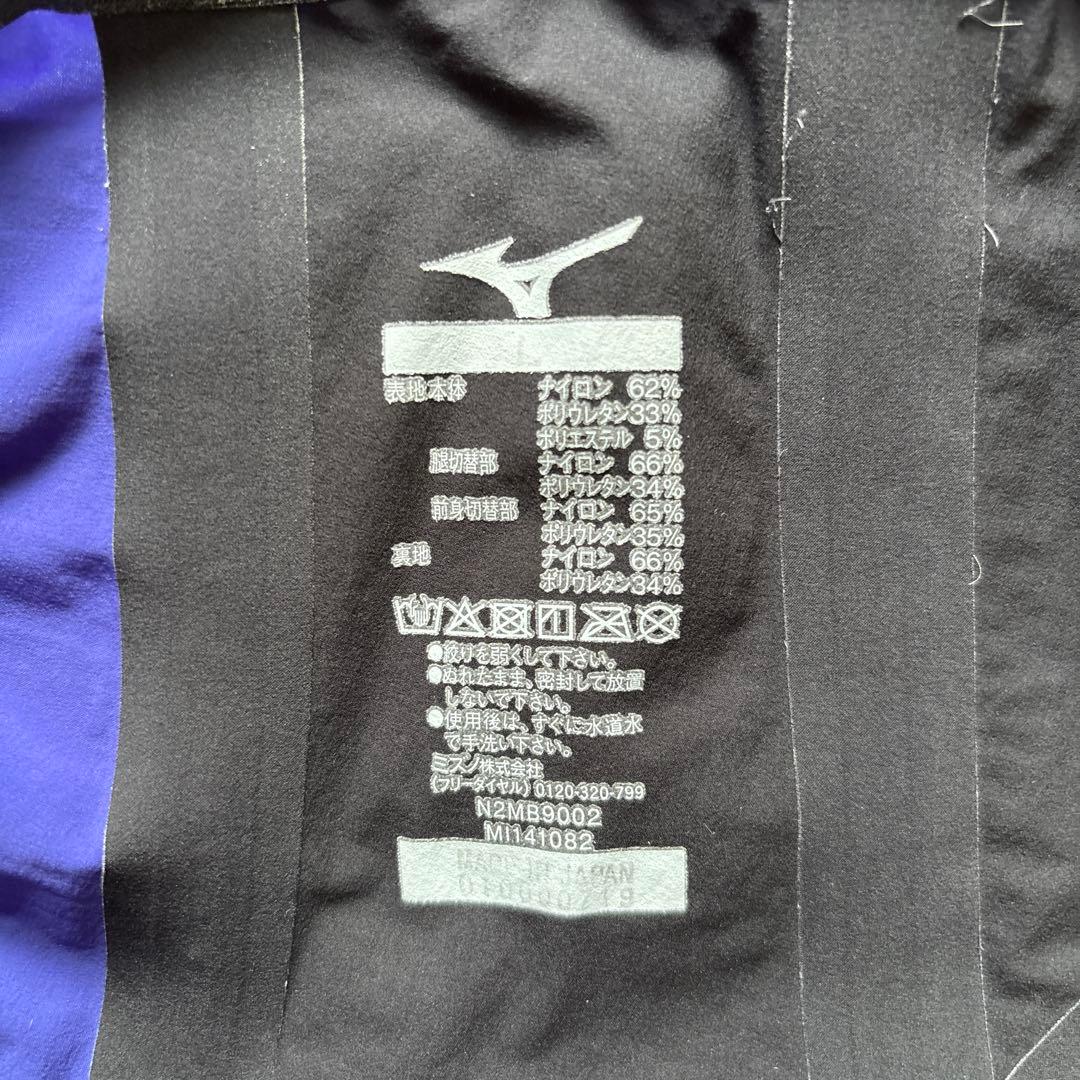 L
表地本体 ナイロン 62%
ポリウレタン33%
ポリエステル 5%
腿切替部 ナイロン 66%
ポリウレタン34%
前身切替部 ナイロン 65%
ポリウレタン35%
裏地 ナイロン 66%
ポリウレタン34%
●絞りを弱くして下さい。
●ぬれたまま、密封して放置
しないで下さい。
●使用後は、すぐに水道水
で手洗い下さい。
ミズノ株式会社
(フリーダイヤル) 0120-320-799
N2MB9002
MI141082
MADE IN JAPAN